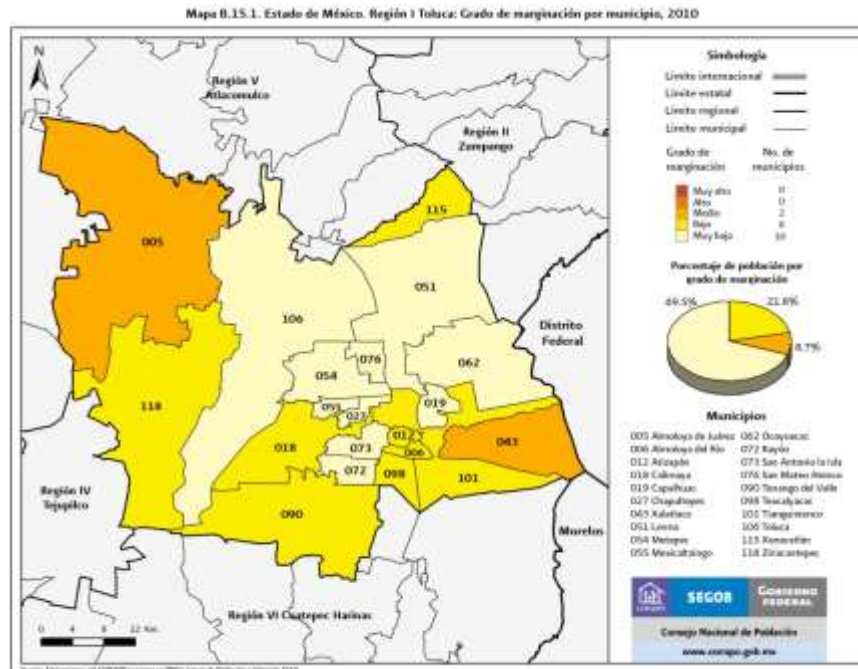 Mapa B.15.1. Estado de México. Región I Toluca: Grado de marginación por municipio, 2010
N
Región V
Atlacomulco
Región II
Zumpango
115
005
051
106
Distrito
Federal
076
062
054
019
055
027
118
012
043
018
073
006
072
098
101
Región IV
Tejupilco
090
Morelos
Región VI Coatepec Harinas
0 4 8 12 Km.
Simbología
Límite internacional
Límite estatal
Límite regional
Límite municipal
Grado de marginación
No. de municipios
Muy alto 0
Alto 0
Medio 2
Bajo 8
Muy bajo 10
Porcentaje de población por
grado de marginación
69.5%
21.8%
8.7%
Municipios
005 Almoloya de Juárez 062 Ocoyoacac
006 Almoloya del Río 072 Rayón
012 Atizapán 073 San Antonio la Isla
018 Calimaya 076 San Mateo Atenco
019 Capulhuac 090 Tenango del Valle
027 Chapultepec 098 Texcalyacac
043 Xalatlaco 101 Tianguistenco
051 Lerma 106 Toluca
054 Metepec 115 Xonacatlán
055 Mexicaltzingo 118 Zinacantepec
CONAPO
SEGOB
GOBIERNO
FEDERAL
Consejo Nacional de Población
www.conapo.gob.mx